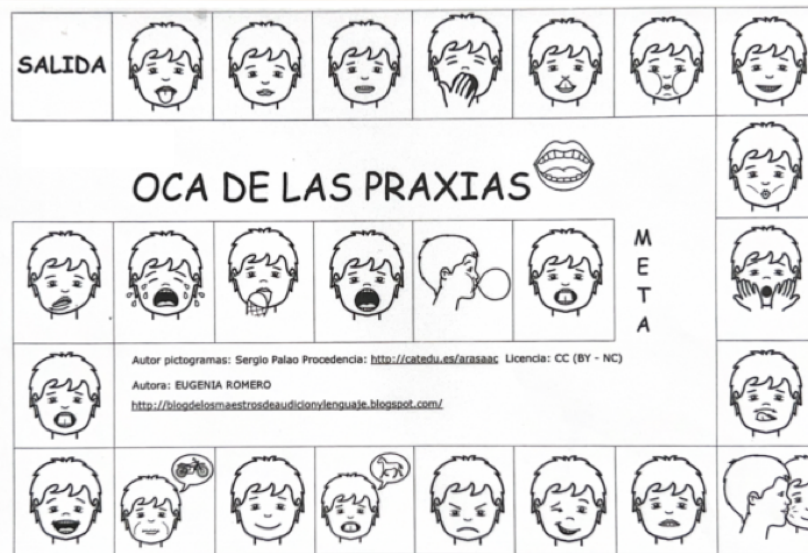 SALIDA
OCA DE LAS PRAXIAS
META
Autor pictogramas: Sergio Palao Procedencia: http://catedu.es/arasaac Licencia: CC (BY - NC)
Autora: EUGENIA ROMERO
http://blogdelosmaestrosdeaudicionylenguaje.blogspot.com/